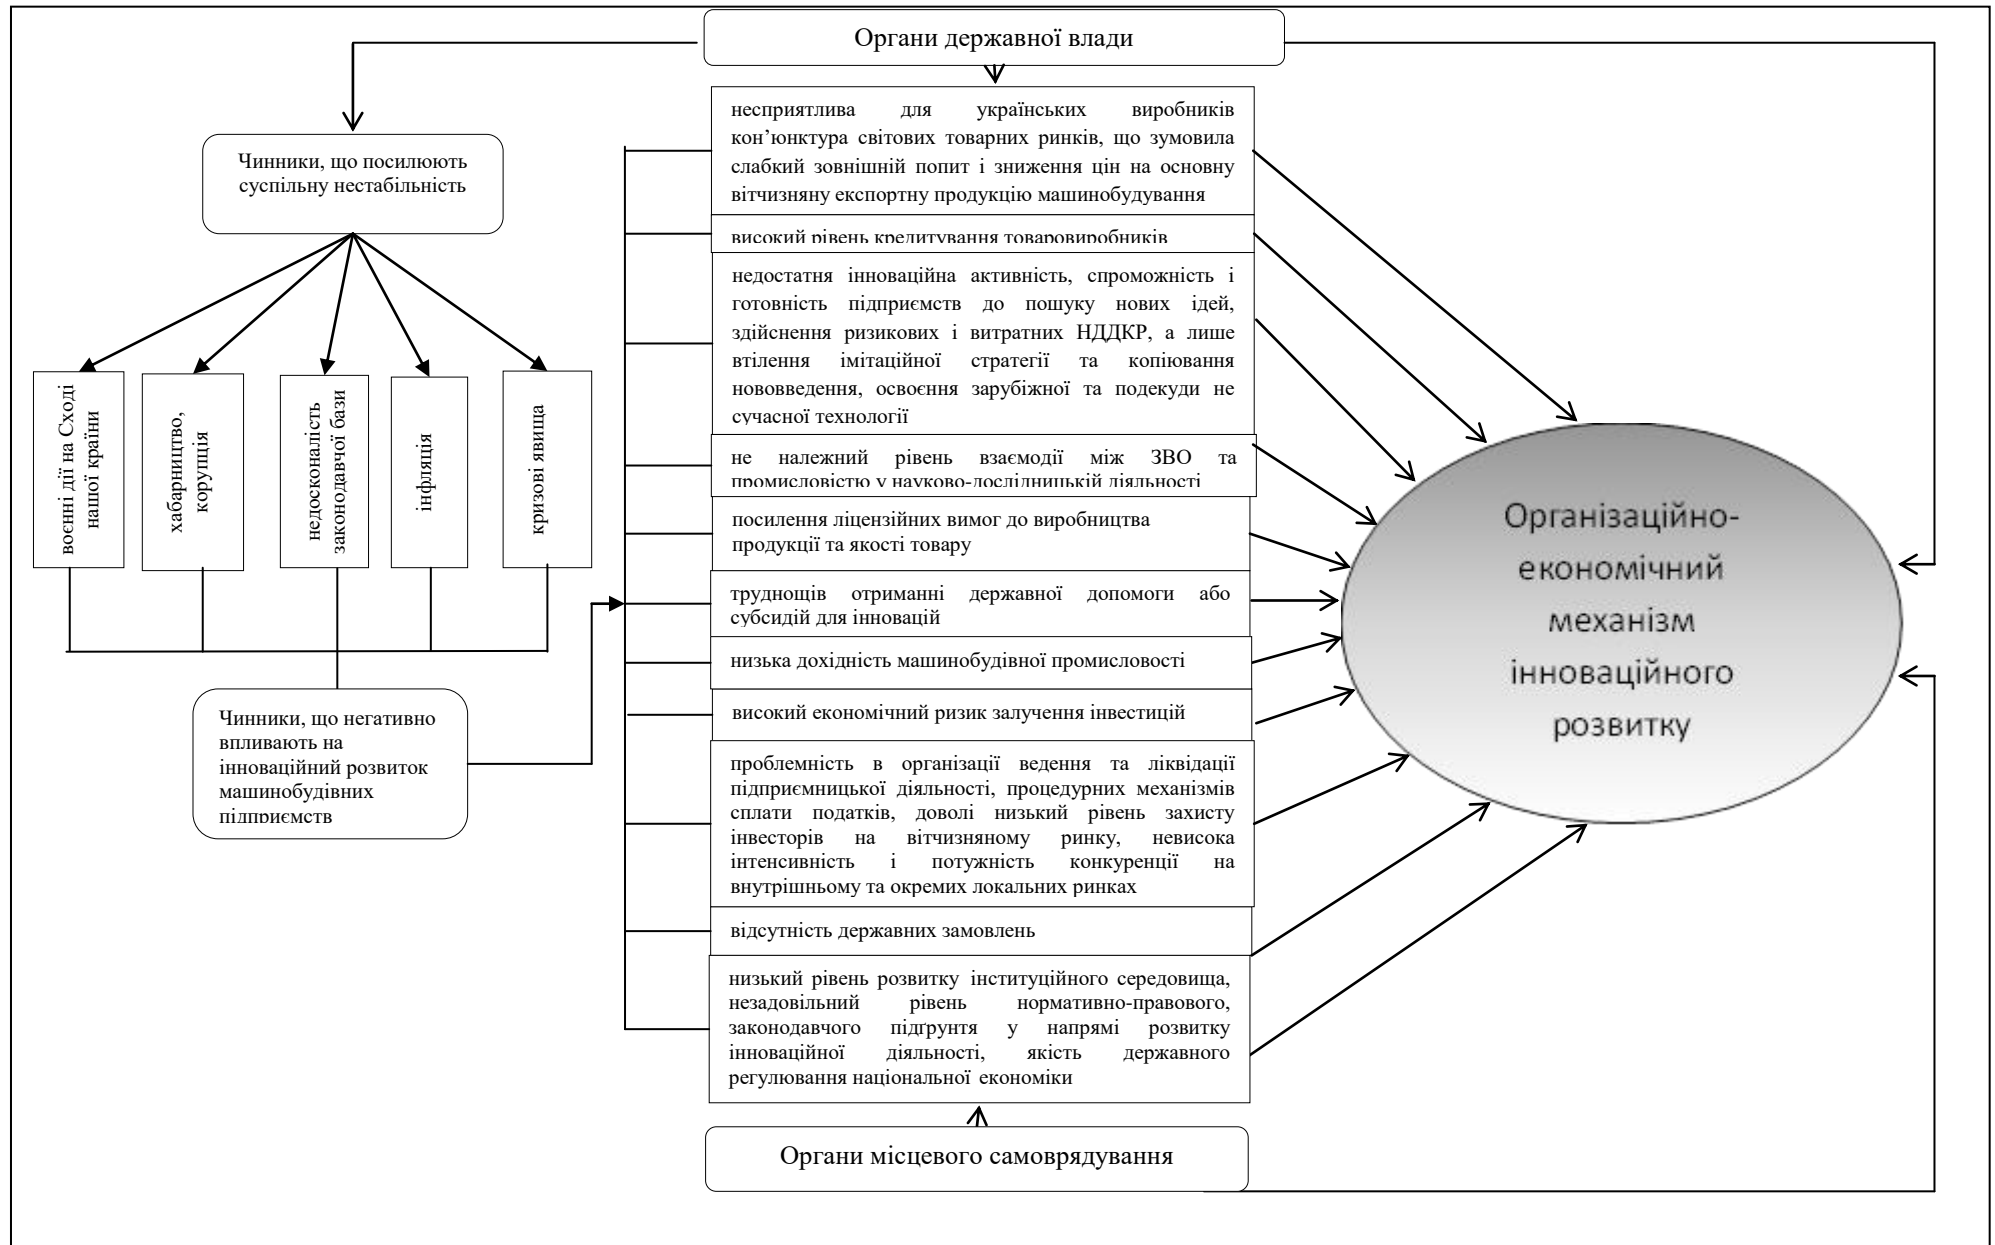 Органи державної влади
Чинники, що посилюють
суспільну нестабільність
воєнні дії на Сході
нашої країни
хабарництво,
корупція
недосконалість
законодавчої бази
інфляція
кризові явища
Чинники, що негативно
впливають на
інноваційний розвиток
машинобудівних
підприємств
несприятлива для українських виробників
кон’юнктура світових товарних ринків, що зумовила
слабкий зовнішній попит і зниження цін на основну
вітчизняну експортну продукцію машинобудування
високий рівень кредитування товаровиробників
недостатня інноваційна активність, спроможність і
готовність підприємств до пошуку нових ідей,
здійснення ризикових і витратних НДДКР, а лише
втілення імітаційної стратегії та копіювання
нововведення, освоєння зарубіжної та подекуди не
сучасної технології
не належний рівень взаємодії між ЗВО та
промисловістю у науково-дослідницькій діяльності
посилення ліцензійних вимог до виробництва
продукції та якості товару
труднощів отриманні державної допомоги або
субсидій для інновацій
низька дохідність машинобудівної промисловості
високий економічний ризик залучення інвестицій
проблемність в організації ведення та ліквідації
підприємницької діяльності, процедурних механізмів
сплати податків, доволі низький рівень захисту
інвесторів на вітчизняному ринку, невисока
інтенсивність і потужність конкуренції на
внутрішньому та окремих локальних ринках
відсутність державних замовлень
низький рівень розвитку інституційного середовища,
незадовільний рівень нормативно-правового,
законодавчого підґрунтя у напрямі розвитку
інноваційної діяльності, якість державного
регулювання національної економіки
Органи місцевого самоврядування
Організаційно-
економічний
механізм
інноваційного
розвитку